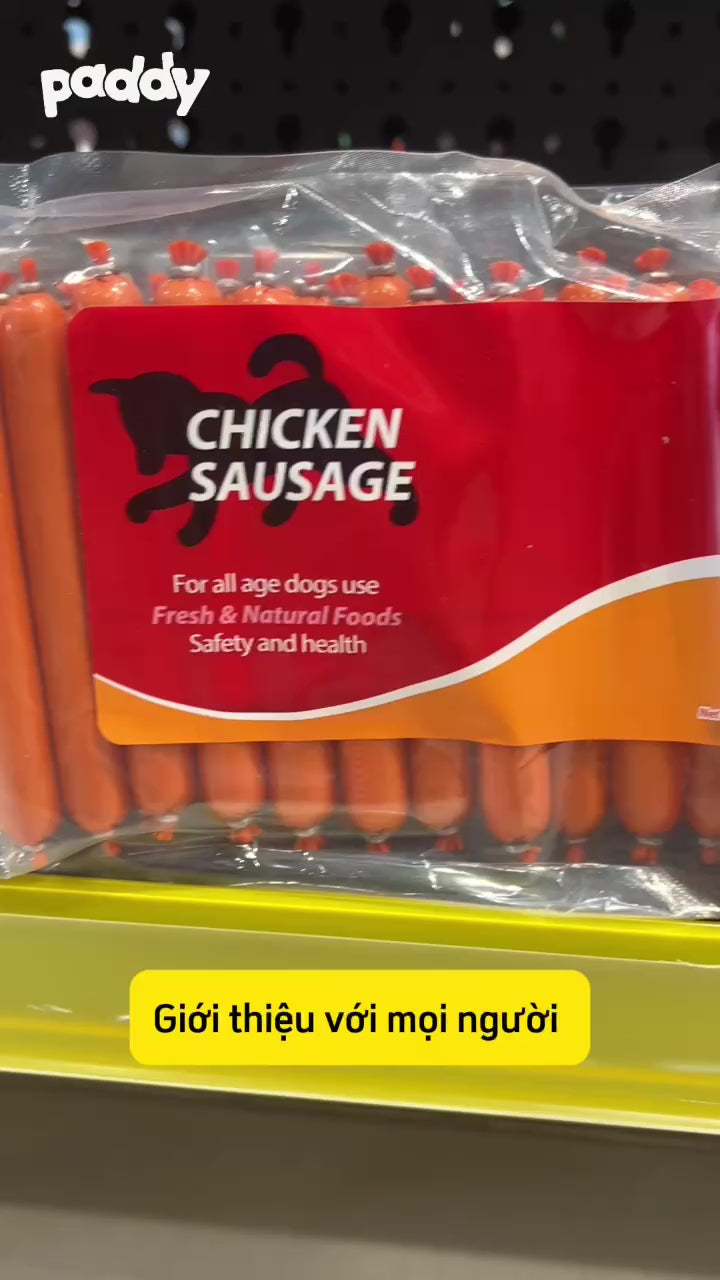 paddy
CHICKEN
SAUSAGE
For all age dogs use
Fresh & Natural Foods
Safety and health
Giới thiệu với mọi người